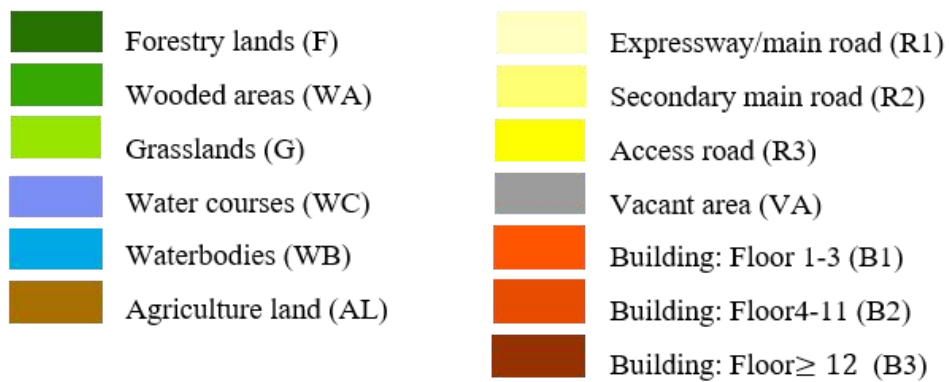 Forestry lands (F)
Wooded areas (WA)
Grasslands (G)
Water courses (WC)
Waterbodies (WB)
Agriculture land (AL)
Expressway/main road (R1)
Secondary main road (R2)
Access road (R3)
Vacant area (VA)
Building: Floor 1-3 (B1)
Building: Floor4-11 (B2)
Building: Floor≥ 12 (B3)